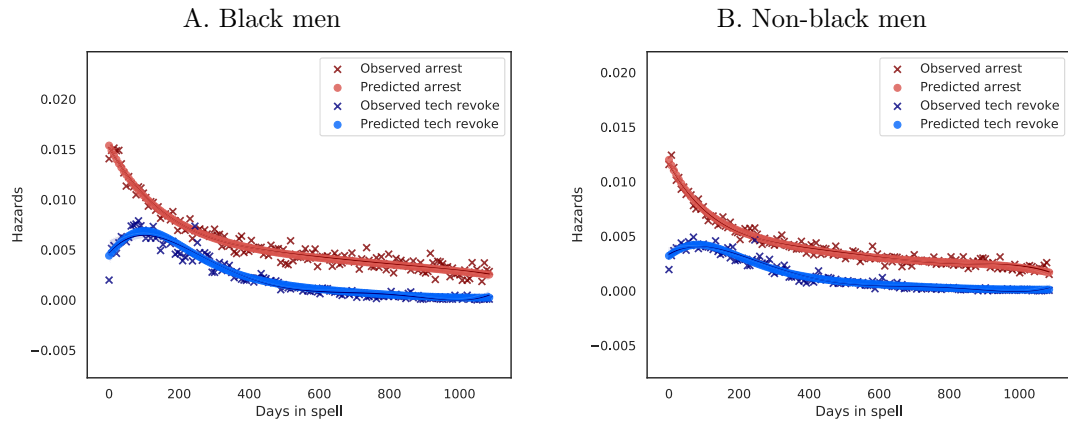 A. Black men
Observed arrest
Predicted arrest
Observed tech revoke
Predicted tech revoke
0.020
0.015
0.010
0.005
0.000
−0.005
Hazards
0 200 400 600 800 1000
Days in spell
B. Non-black men
Observed arrest
Predicted arrest
Observed tech revoke
Predicted tech revoke
0.020
0.015
0.010
0.005
0.000
−0.005
Hazards
0 200 400 600 800 1000
Days in spell